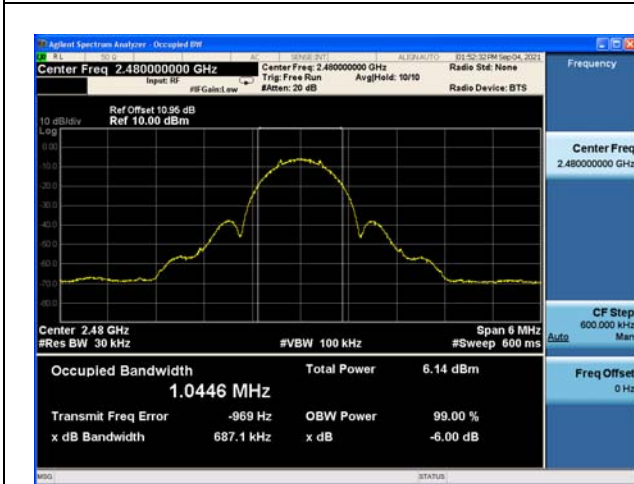 Agilent Spectrum Analyzer - Occupied BW
RL 50 Ω AC SENSE:INT ALIGN AUTO 01:52:32 PM Sep 04, 2021
Center Freq 2.480000000 GHz Center Freq: 2.480000000 GHz Radio Std: None Frequency
Input: RF Trig: Free Run Avg|Hold: 10/10
#IFGain:Low #Atten: 20 dB Radio Device: BTS
Ref Offset 10.95 dB
10 dB/div Ref 10.00 dBm
Log
0.00
-10.0
-20.0
-30.0
-40.0
-50.0
-60.0
-70.0
-80.0
Center Freq
2.480000000 GHz
Center 2.48 GHz Span 6 MHz
#Res BW 30 kHz #VBW 100 kHz #Sweep 600 ms
CF Step
600.000 kHz
Auto Man
Occupied Bandwidth Total Power 6.14 dBm
1.0446 MHz
Freq Offset
0 Hz
Transmit Freq Error -969 Hz OBW Power 99.00 %
x dB Bandwidth 687.1 kHz x dB -6.00 dB
MSG STATUS